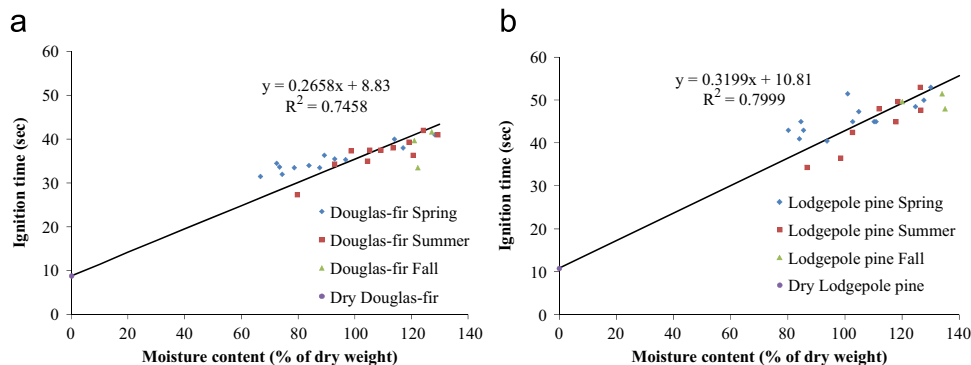 a
60
50
40
30
20
10
0
Ignition time (sec)
y = 0.2658x + 8.83
R² = 0.7458
Douglas-fir Spring
Douglas-fir Summer
Douglas-fir Fall
Dry Douglas-fir
0 20 40 60 80 100 120 140
Moisture content (% of dry weight)
b
60
50
40
30
20
10
0
Ignition time (sec)
y = 0.3199x + 10.81
R² = 0.7999
Lodgepole pine Spring
Lodgepole pine Summer
Lodgepole pine Fall
Dry Lodgepole pine
0 20 40 60 80 100 120 140
Moisture content (% of dry weight)